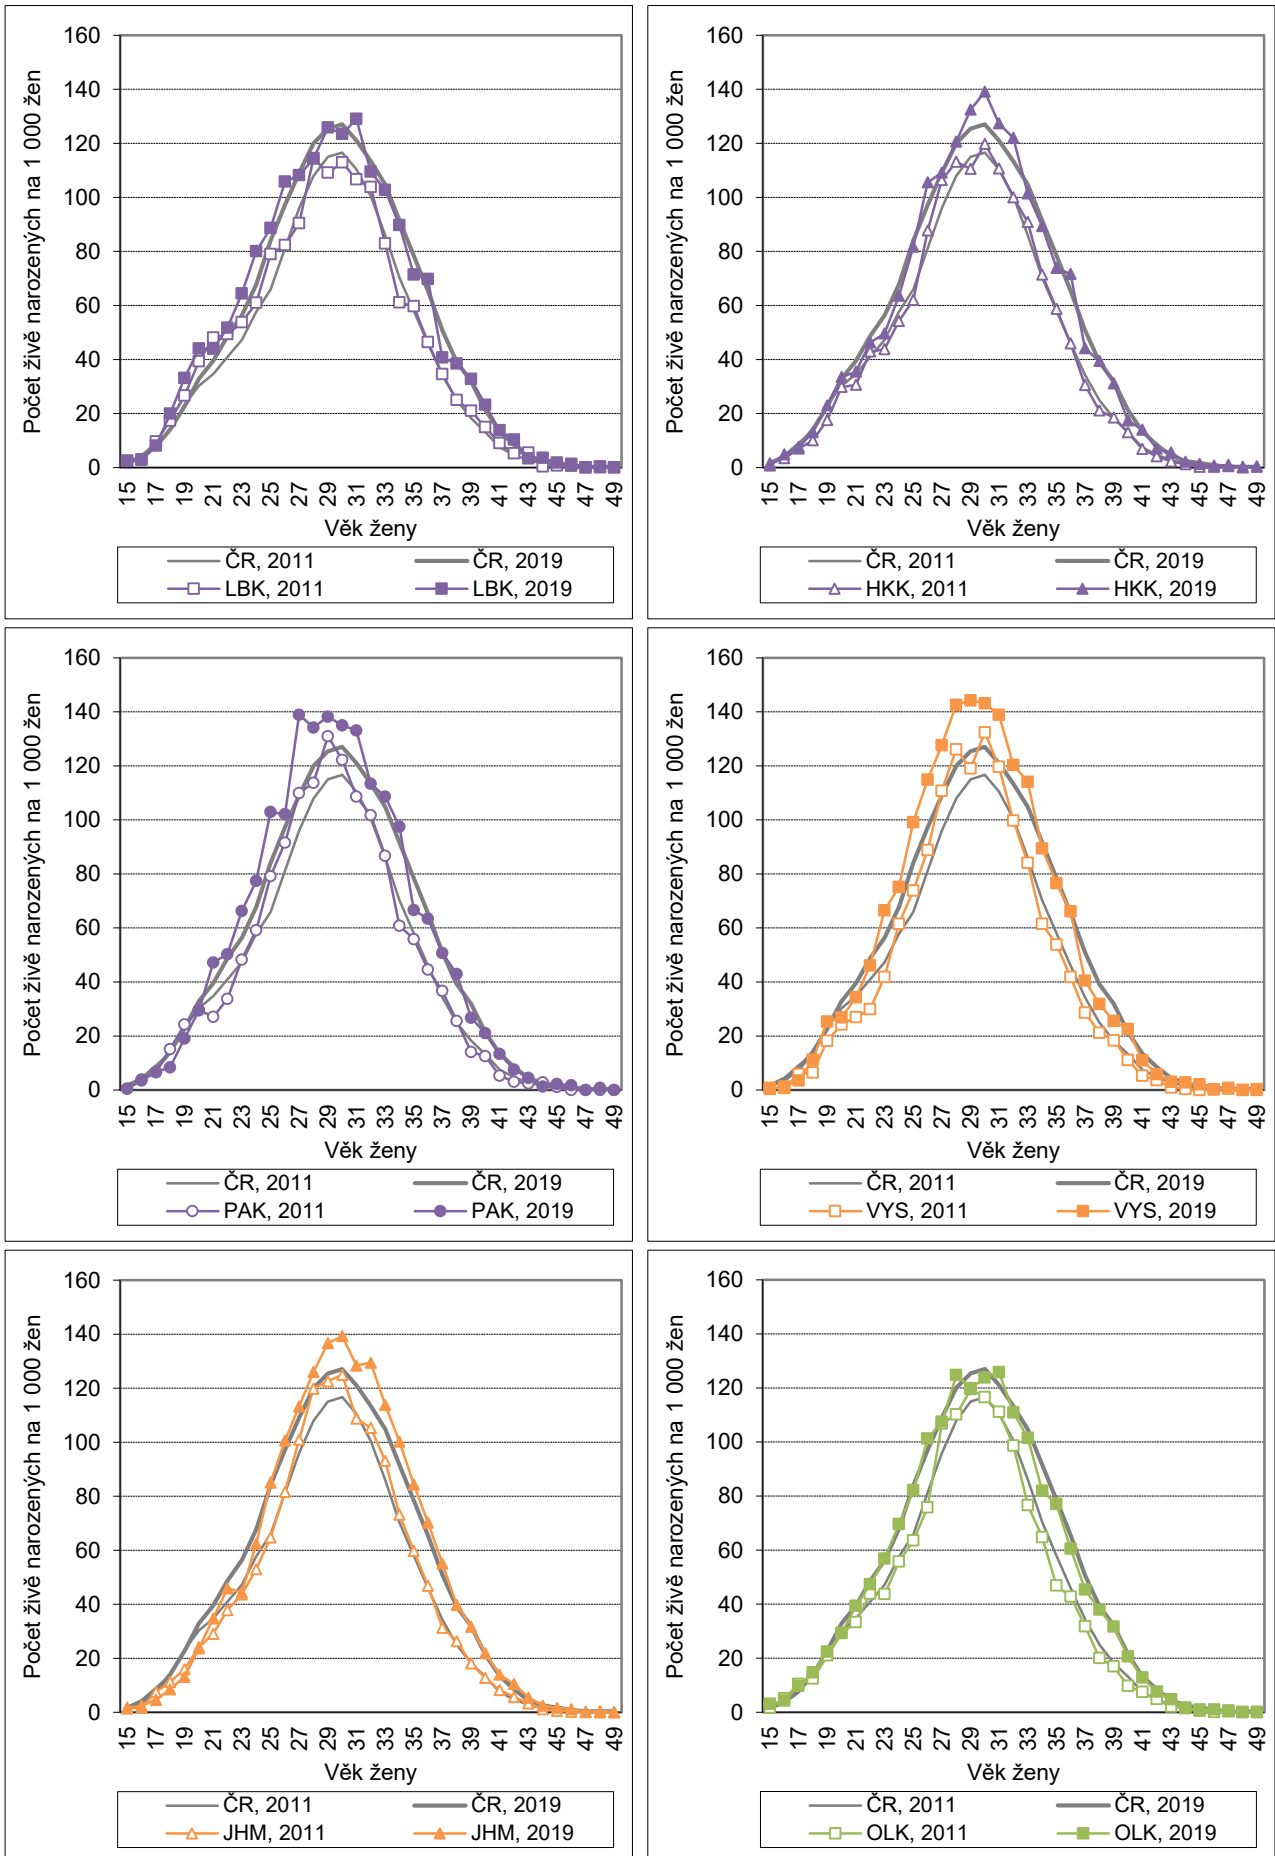 160
140
120
100
80
60
40
20
0
Počet živě narozených na 1 000 žen
15 17 19 21 23 25 27 29 31 33 35 37 39 41 43 45 47 49
Věk ženy
ČR, 2011 ČR, 2019
LBK, 2011 LBK, 2019
160
140
120
100
80
60
40
20
0
Počet živě narozených na 1 000 žen
15 17 19 21 23 25 27 29 31 33 35 37 39 41 43 45 47 49
Věk ženy
ČR, 2011 ČR, 2019
HKK, 2011 HKK, 2019
160
140
120
100
80
60
40
20
0
Počet živě narozených na 1 000 žen
15 17 19 21 23 25 27 29 31 33 35 37 39 41 43 45 47 49
Věk ženy
ČR, 2011 ČR, 2019
PAK, 2011 PAK, 2019
160
140
120
100
80
60
40
20
0
Počet živě narozených na 1 000 žen
15 17 19 21 23 25 27 29 31 33 35 37 39 41 43 45 47 49
Věk ženy
ČR, 2011 ČR, 2019
VYS, 2011 VYS, 2019
160
140
120
100
80
60
40
20
0
Počet živě narozených na 1 000 žen
15 17 19 21 23 25 27 29 31 33 35 37 39 41 43 45 47 49
Věk ženy
ČR, 2011 ČR, 2019
JHM, 2011 JHM, 2019
160
140
120
100
80
60
40
20
0
Počet živě narozených na 1 000 žen
15 17 19 21 23 25 27 29 31 33 35 37 39 41 43 45 47 49
Věk ženy
ČR, 2011 ČR, 2019
OLK, 2011 OLK, 2019